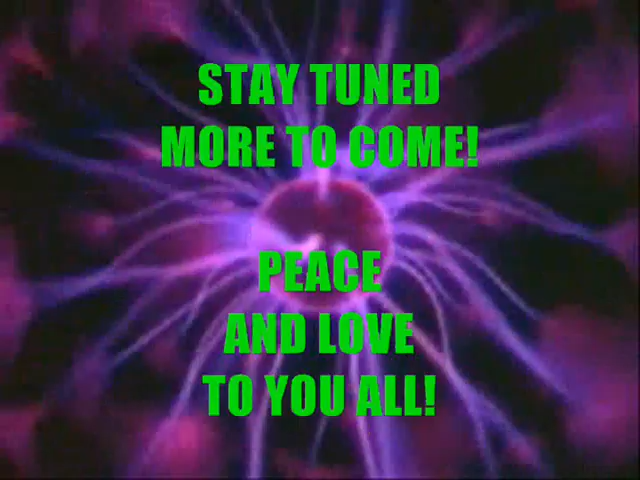 STAY TUNED
MORE TO COME!
PEACE
AND LOVE
TO YOU ALL!